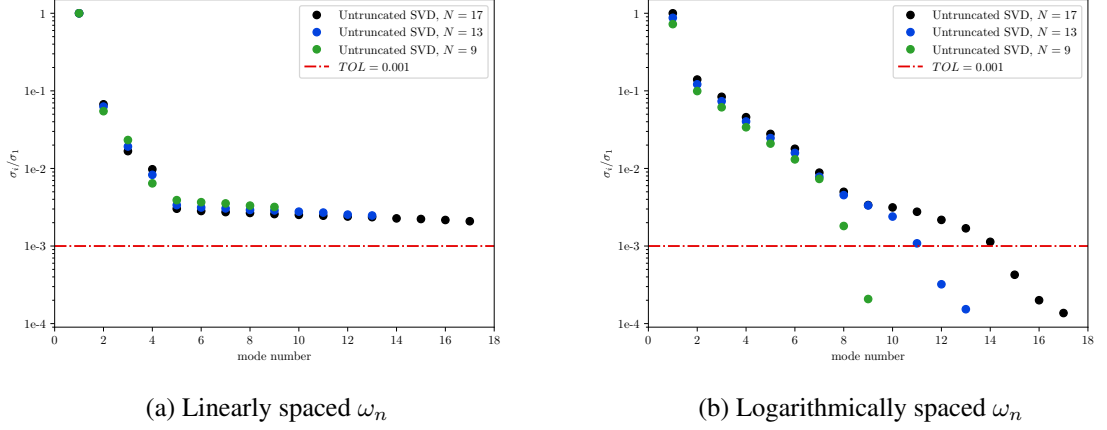 1
1e-1
1e-2
1e-3
1e-4
σi/σ1
0 2 4 6 8 10 12 14 16 18
mode number
Untruncated SVD, N = 17
Untruncated SVD, N = 13
Untruncated SVD, N = 9
TOL = 0.001
(a) Linearly spaced ωn
1
1e-1
1e-2
1e-3
1e-4
σi/σ1
0 2 4 6 8 10 12 14 16 18
mode number
Untruncated SVD, N = 17
Untruncated SVD, N = 13
Untruncated SVD, N = 9
TOL = 0.001
(b) Logarithmically spaced ωn